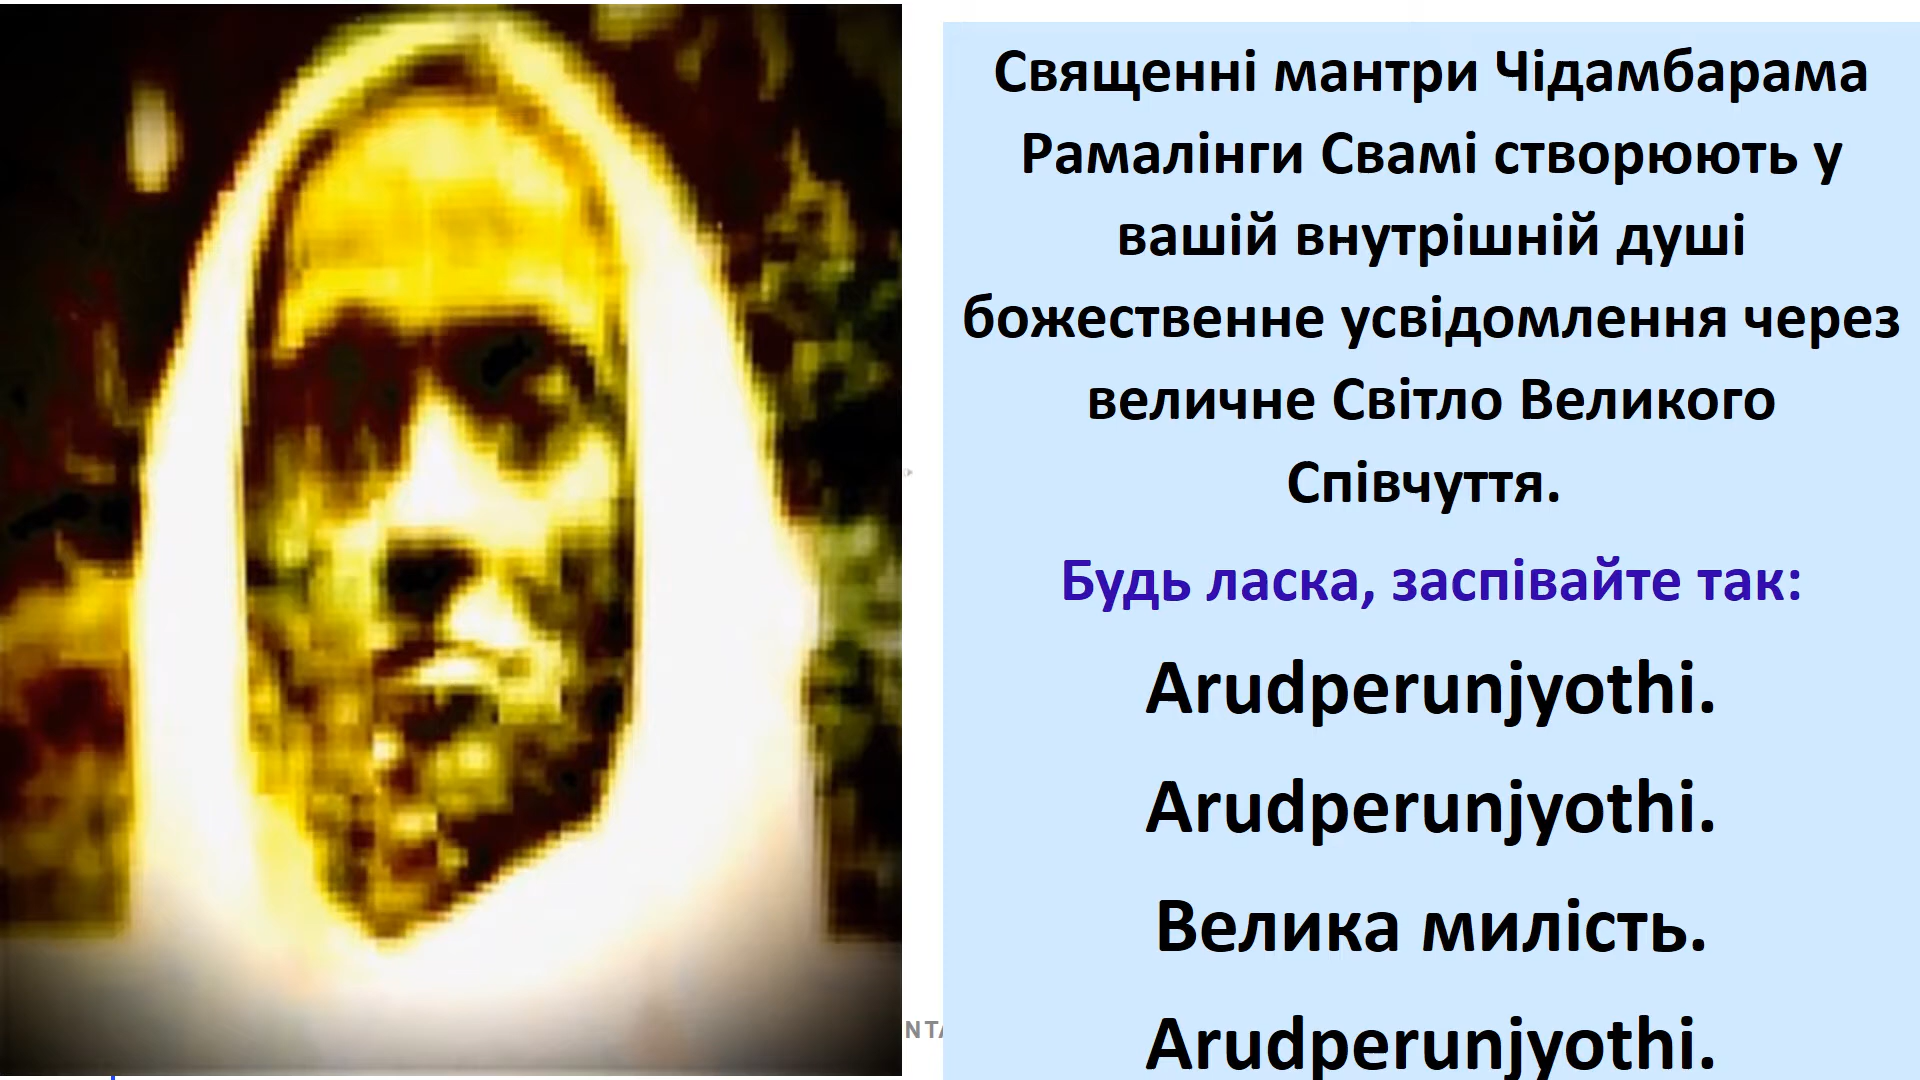 Священні мантри Чідамбарама
Рамалінги Свамі створюють у
вашій внутрішній душі
божественне усвідомлення через
величне Світло Великого
Співчуття.
Будь ласка, заспівайте так:
Arudperunjyothi.
Arudperunjyothi.
Велика милість.
Arudperunjyothi.